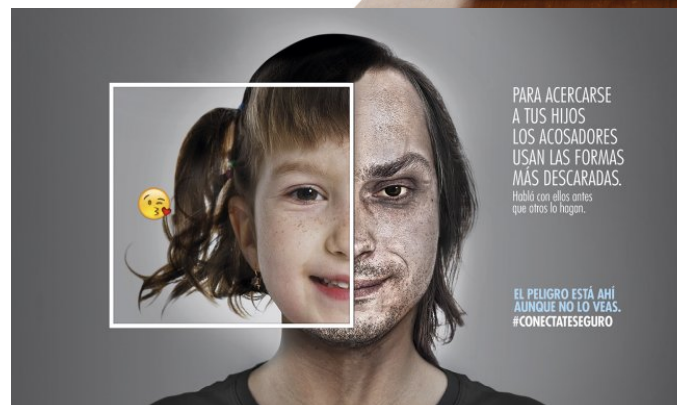 PARA ACERCARSE
A TUS HIJOS
LOS ACOSADORES
USAN LAS FORMAS
MÁS DESCARADAS.
Hablá con ellos antes
que otros lo hagan.
EL PELIGRO ESTÁ AHÍ
AUNQUE NO LO VEAS.
#CONECTATESEGURO